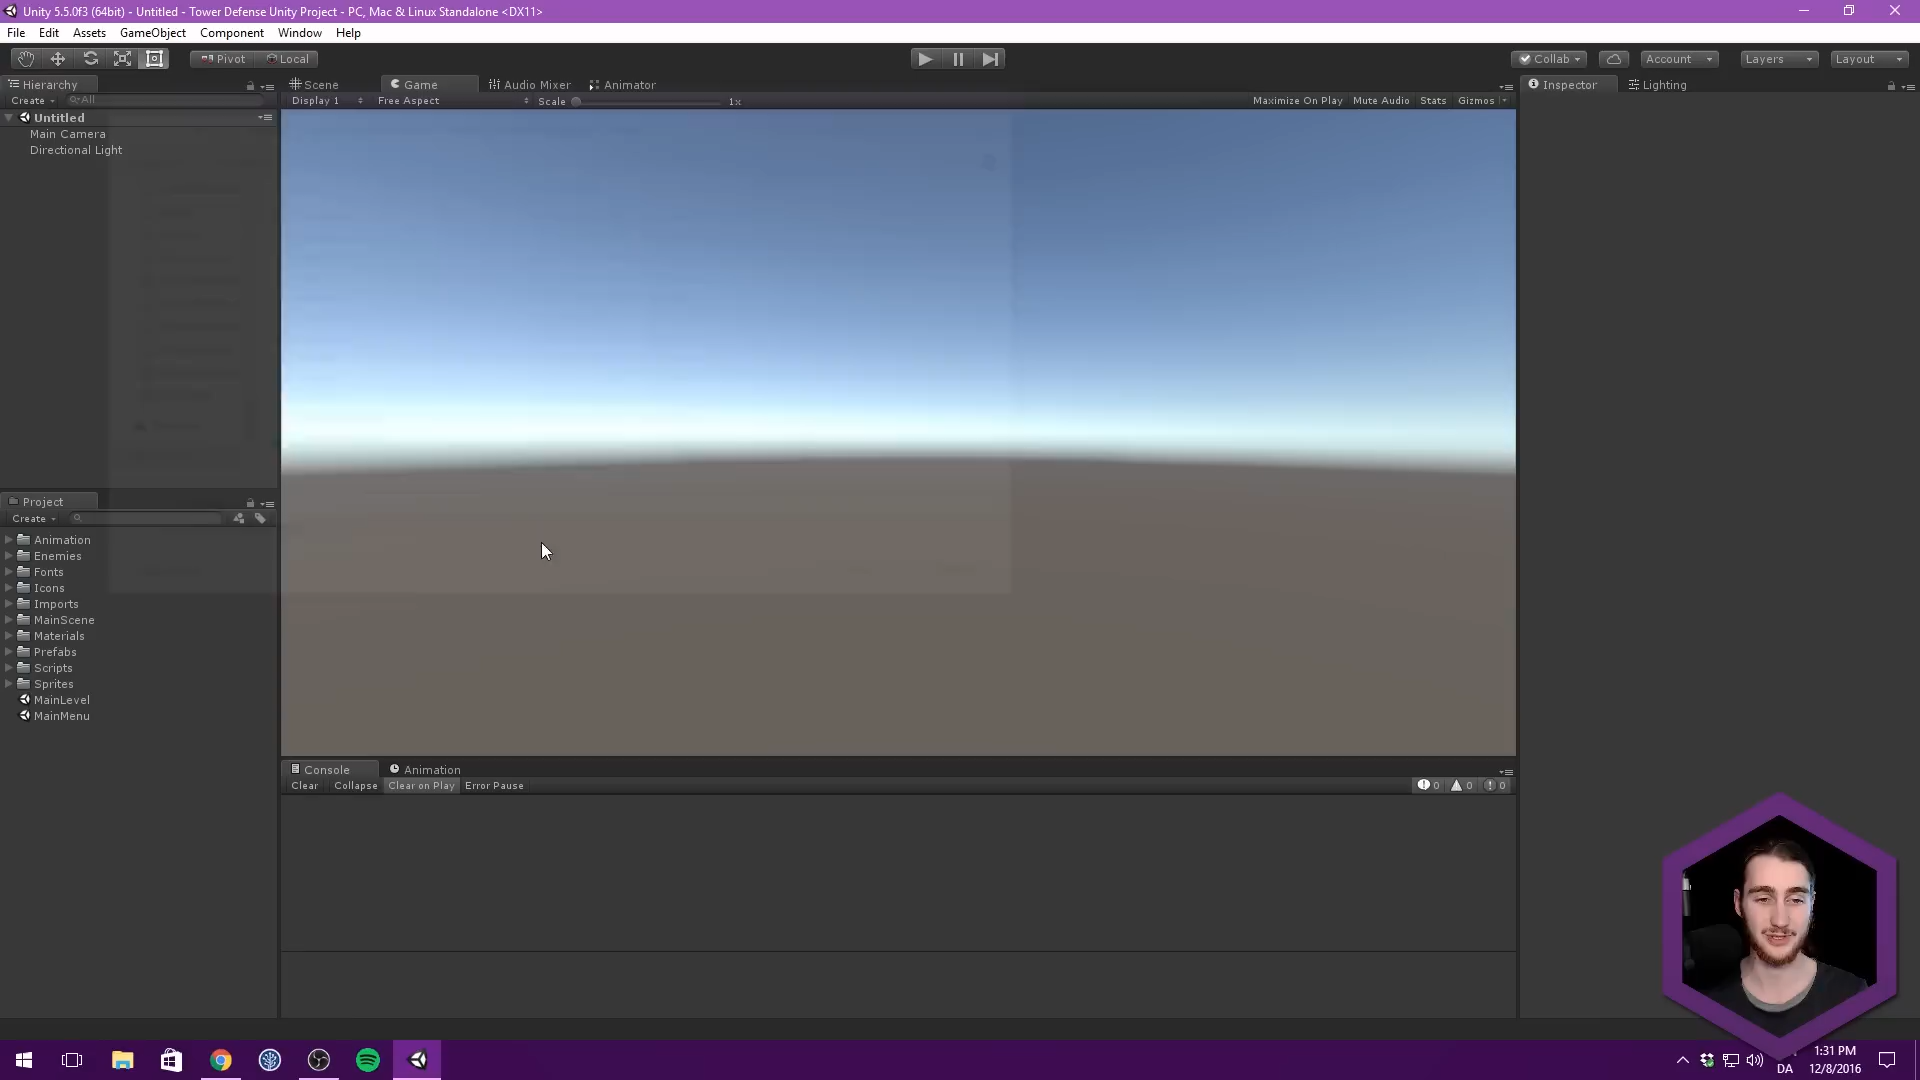 Unity 5.5.0f3 (64bit) - Untitled - Tower Defense Unity Project - PC, Mac & Linux Standalone <DX11>
File Edit Assets GameObject Component Window Help
Pivot Local Collab Account Layers Layout
Hierarchy Scene Game Audio Mixer Animator Inspector Lighting
Create All Display 1 Free Aspect Scale 1x Maximize On Play Mute Audio Stats Gizmos
Untitled
Main Camera
Directional Light
Project
Create
Animation
Enemies
Fonts
Icons
Imports
MainScene
Materials
Prefabs
Scripts
Sprites
MainLevel
MainMenu
Console Animation
Clear Collapse Clear on Play Error Pause 0 0 0
1:31 PM
DA 12/8/2016